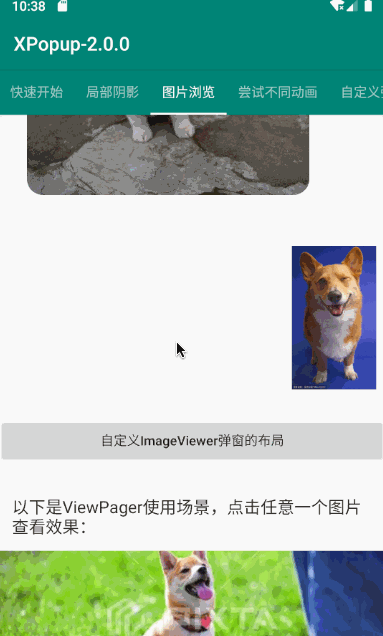 10:38
XPopup-2.0.0
快速开始 局部阴影 图片浏览 尝试不同动画 自定义
自定义ImageViewer弹窗的布局
以下是ViewPager使用场景，点击任意一个图片
查看效果：